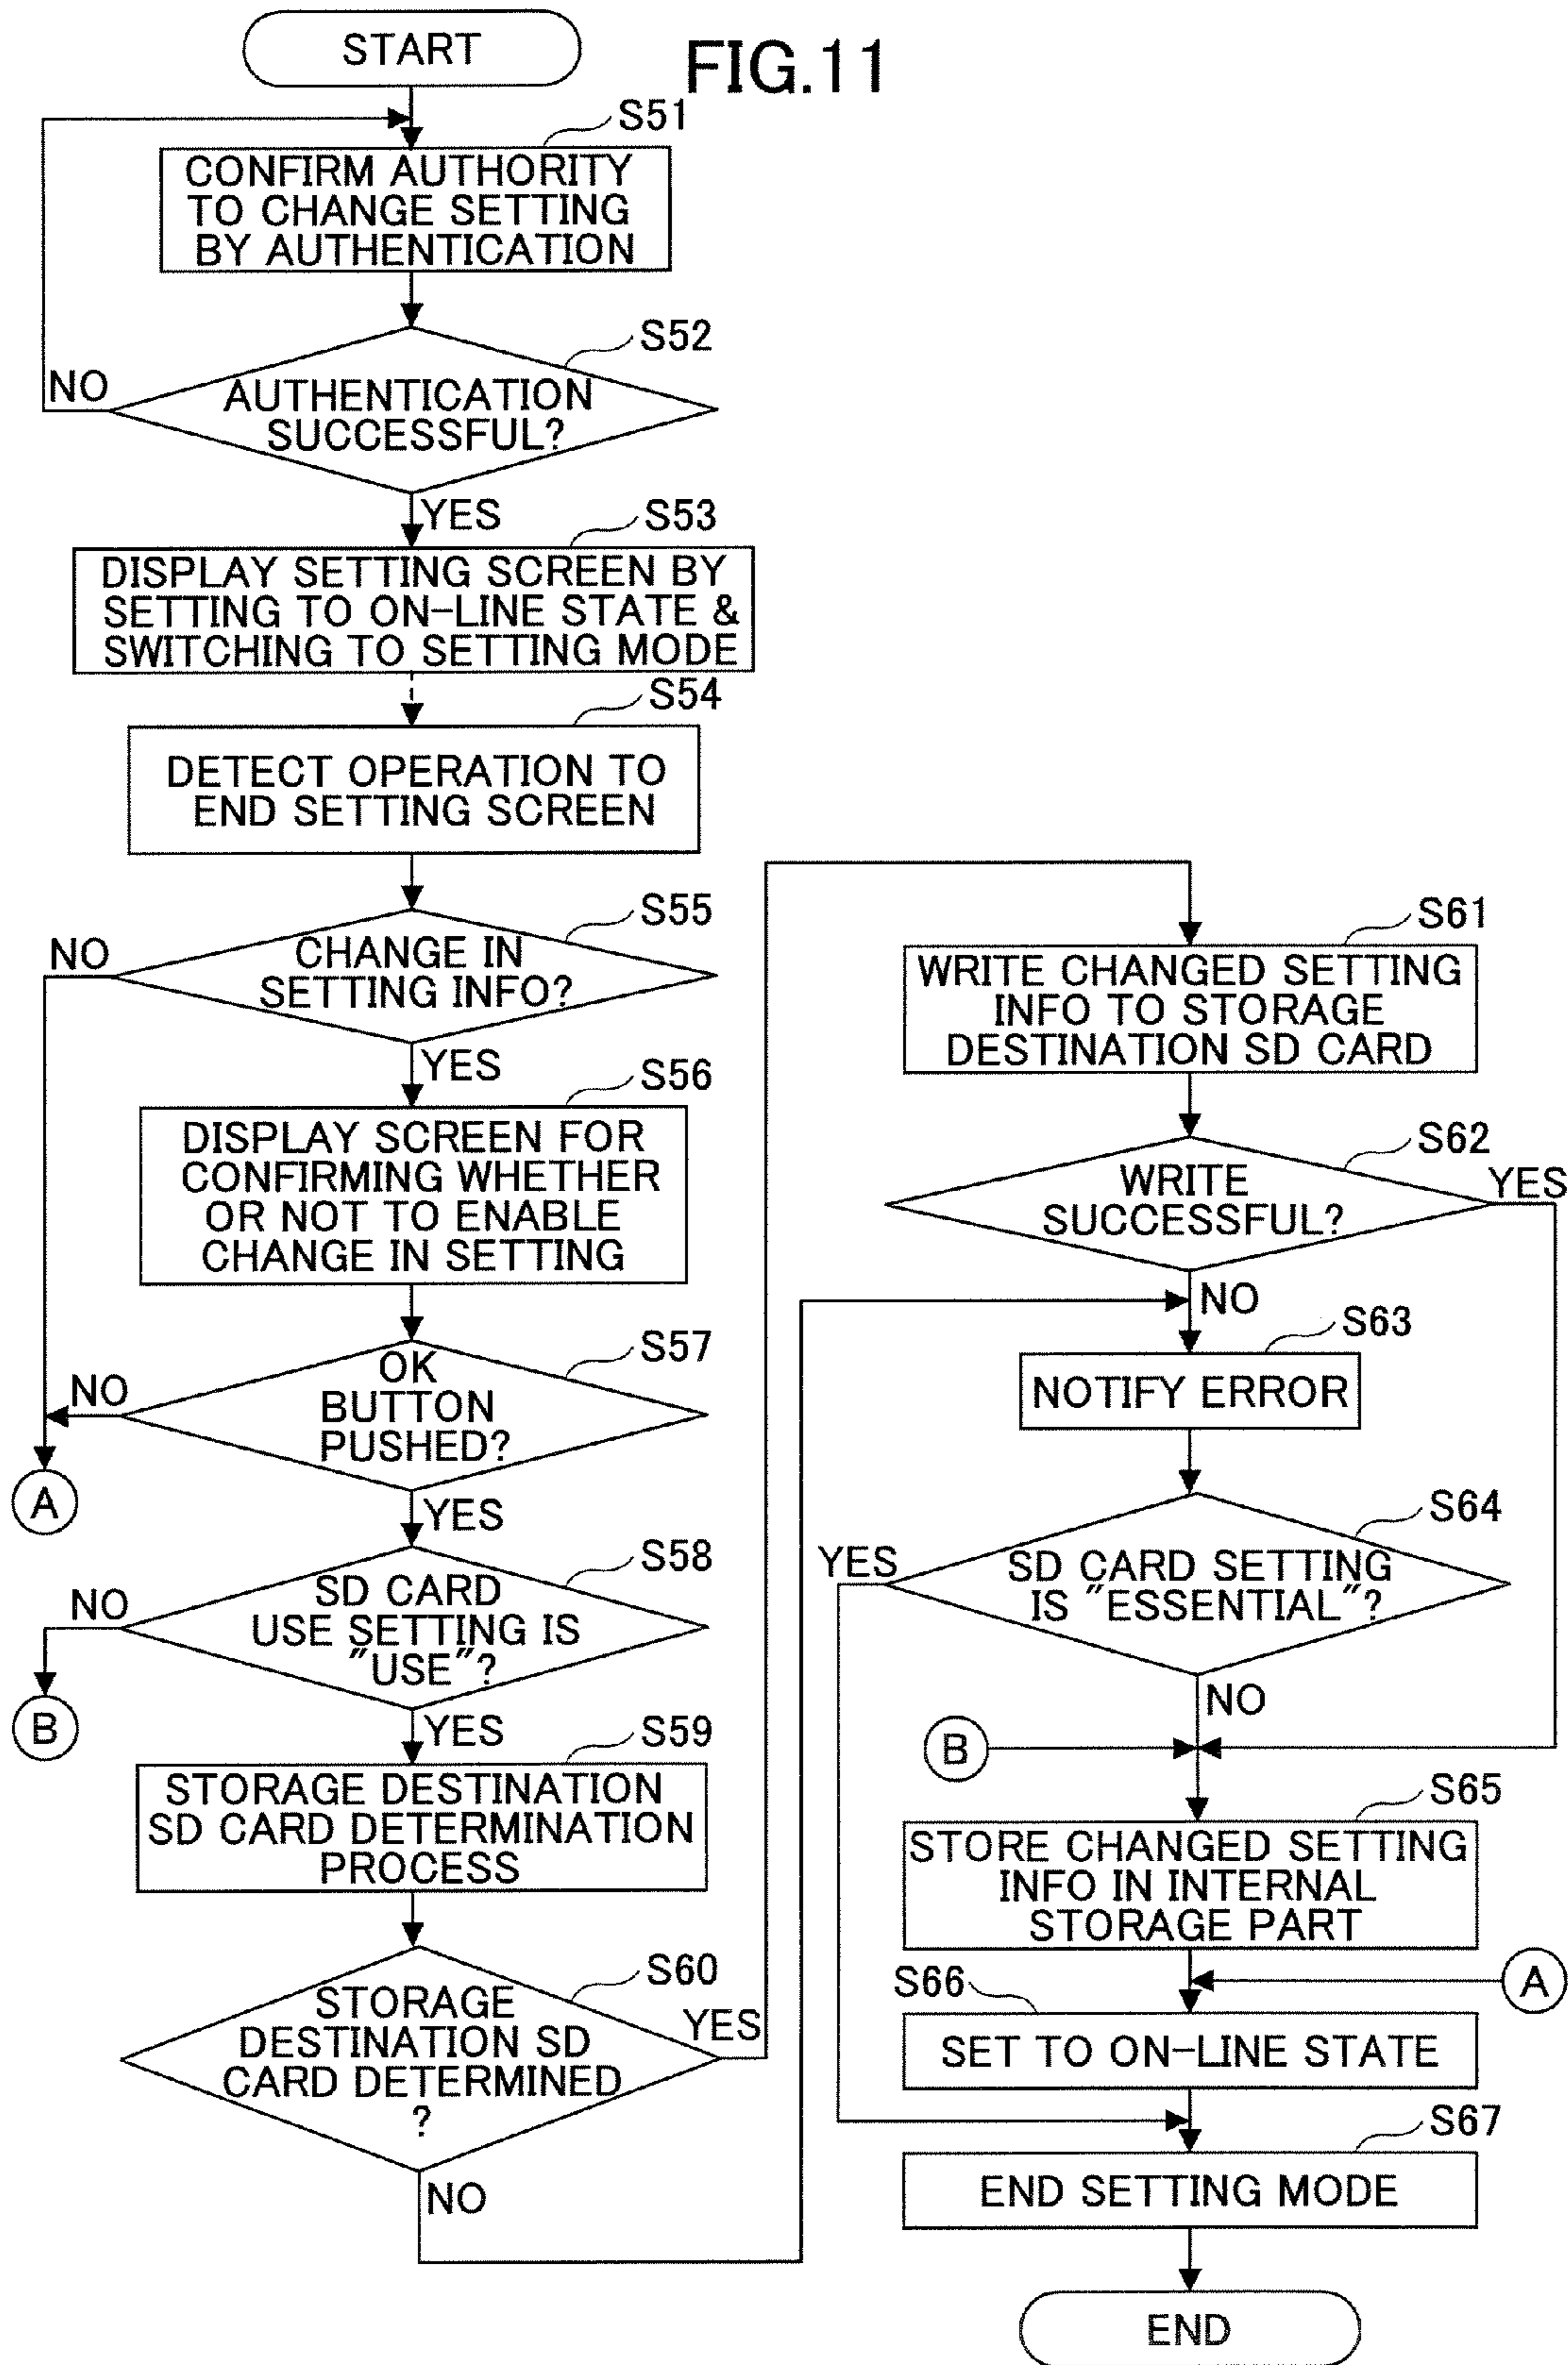 START
FIG.11
S51
CONFIRM AUTHORITY
TO CHANGE SETTING
BY AUTHENTICATION
S52
NO
AUTHENTICATION
SUCCESSFUL?
YES
S53
DISPLAY SETTING SCREEN BY
SETTING TO ON-LINE STATE &
SWITCHING TO SETTING MODE
S54
DETECT OPERATION TO
END SETTING SCREEN
S55
NO
CHANGE IN
SETTING INFO?
YES
S56
DISPLAY SCREEN FOR
CONFIRMING WHETHER
OR NOT TO ENABLE
CHANGE IN SETTING
S57
NO
OK
BUTTON
PUSHED?
A
YES
S58
NO
SD CARD
USE SETTING IS
"USE"?
B
YES
S59
STORAGE DESTINATION
SD CARD DETERMINATION
PROCESS
S60
STORAGE
DESTINATION SD
CARD DETERMINED
?
YES
NO
S61
WRITE CHANGED SETTING
INFO TO STORAGE
DESTINATION SD CARD
S62
WRITE
SUCCESSFUL?
YES
NO
S63
NOTIFY ERROR
S64
YES
SD CARD SETTING
IS "ESSENTIAL"?
NO
B
S65
STORE CHANGED SETTING
INFO IN INTERNAL
STORAGE PART
S66
A
SET TO ON-LINE STATE
S67
END SETTING MODE
END